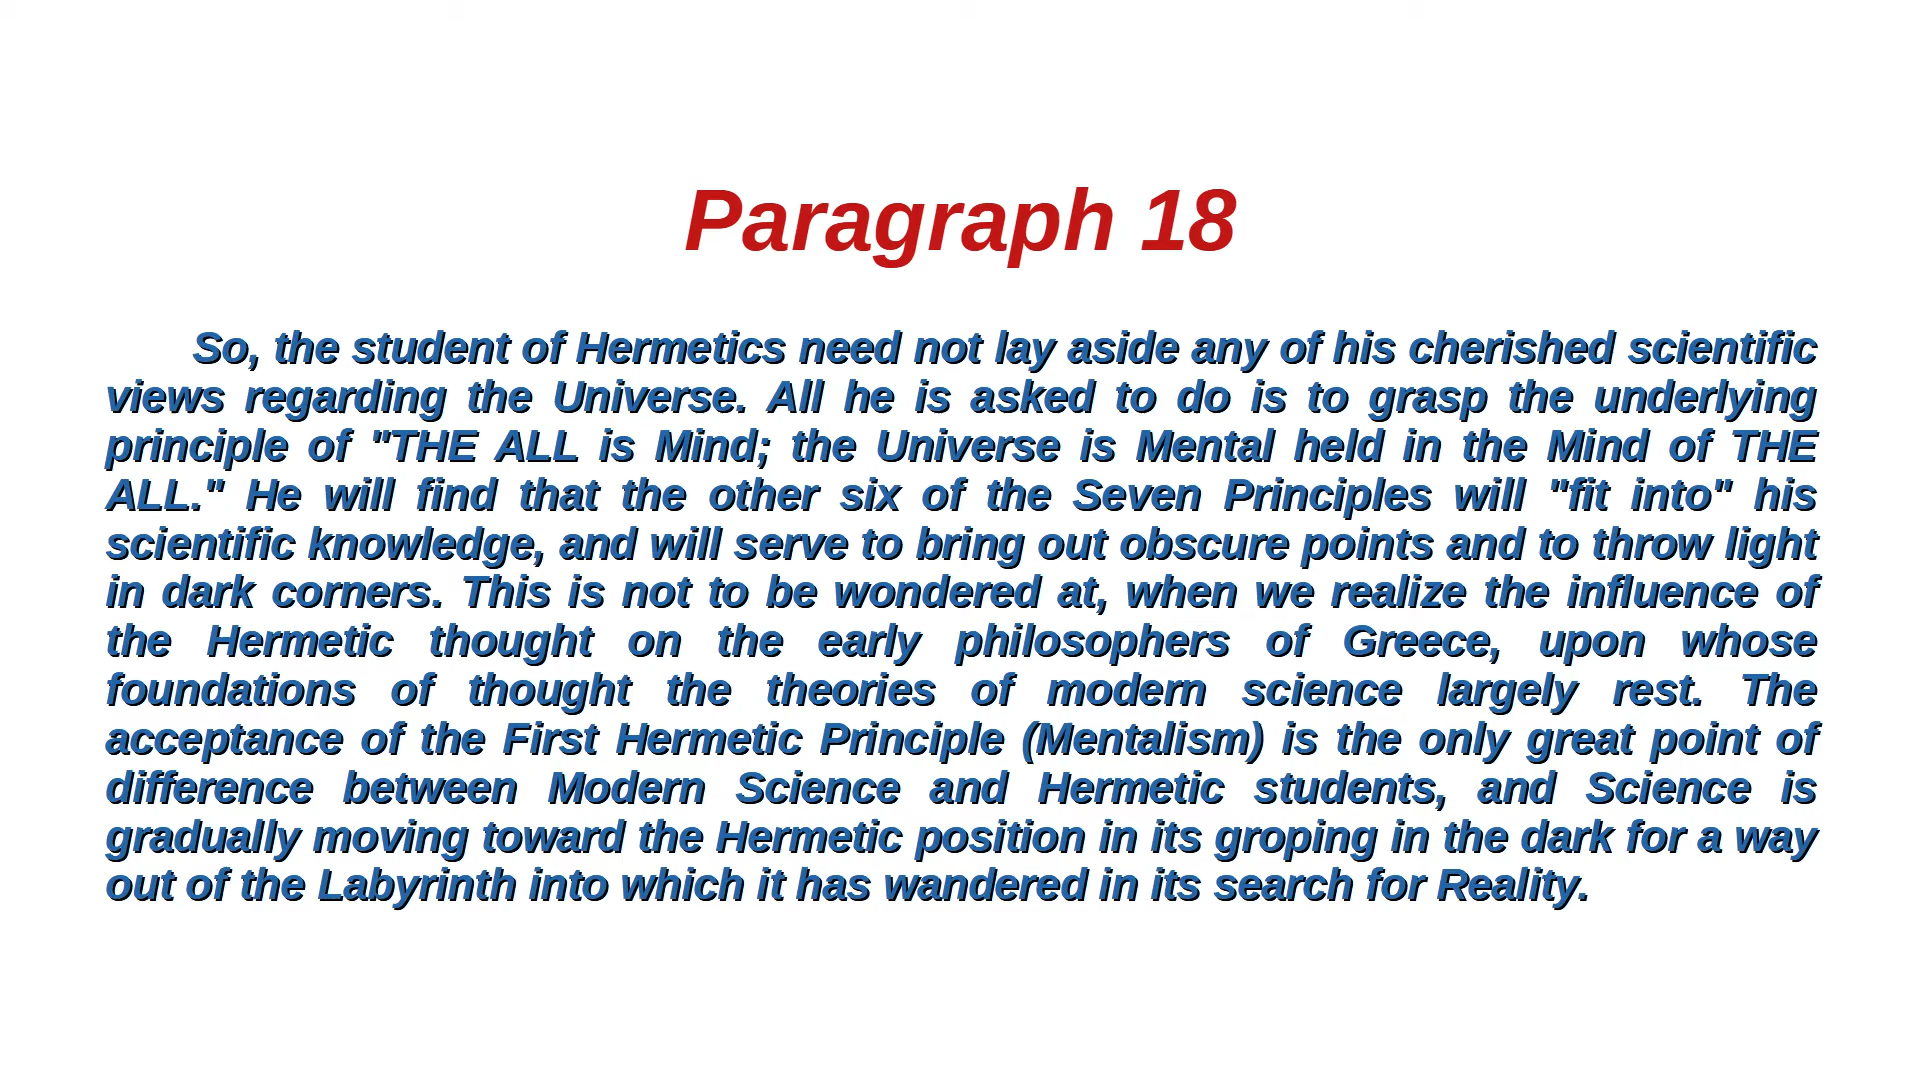 Paragraph 18
So, the student of Hermetics need not lay aside any of his cherished scientific
views regarding the Universe. All he is asked to do is to grasp the underlying
principle of "THE ALL is Mind; the Universe is Mental held in the Mind of THE
ALL." He will find that the other six of the Seven Principles will "fit into" his
scientific knowledge, and will serve to bring out obscure points and to throw light
in dark corners. This is not to be wondered at, when we realize the influence of
the Hermetic thought on the early philosophers of Greece, upon whose
foundations of thought the theories of modern science largely rest. The
acceptance of the First Hermetic Principle (Mentalism) is the only great point of
difference between Modern Science and Hermetic students, and Science is
gradually moving toward the Hermetic position in its groping in the dark for a way
out of the Labyrinth into which it has wandered in its search for Reality.